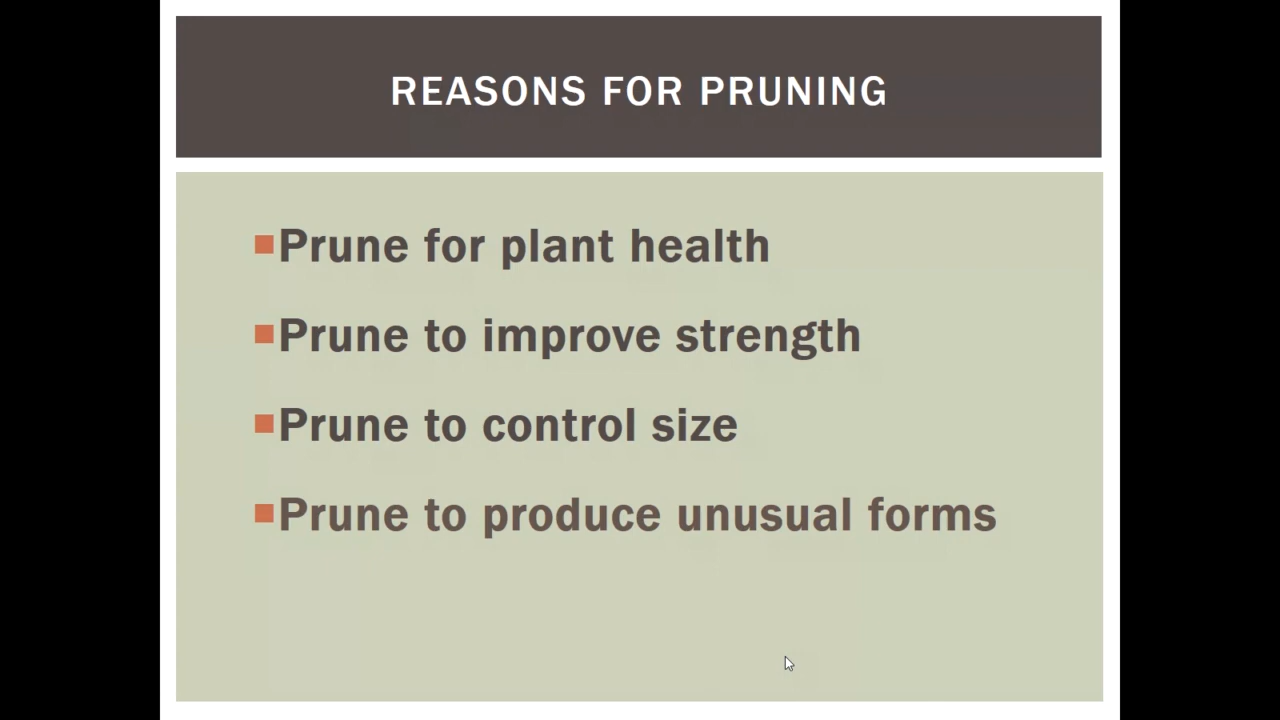 REASONS FOR PRUNING
Prune for plant health
Prune to improve strength
Prune to control size
Prune to produce unusual forms